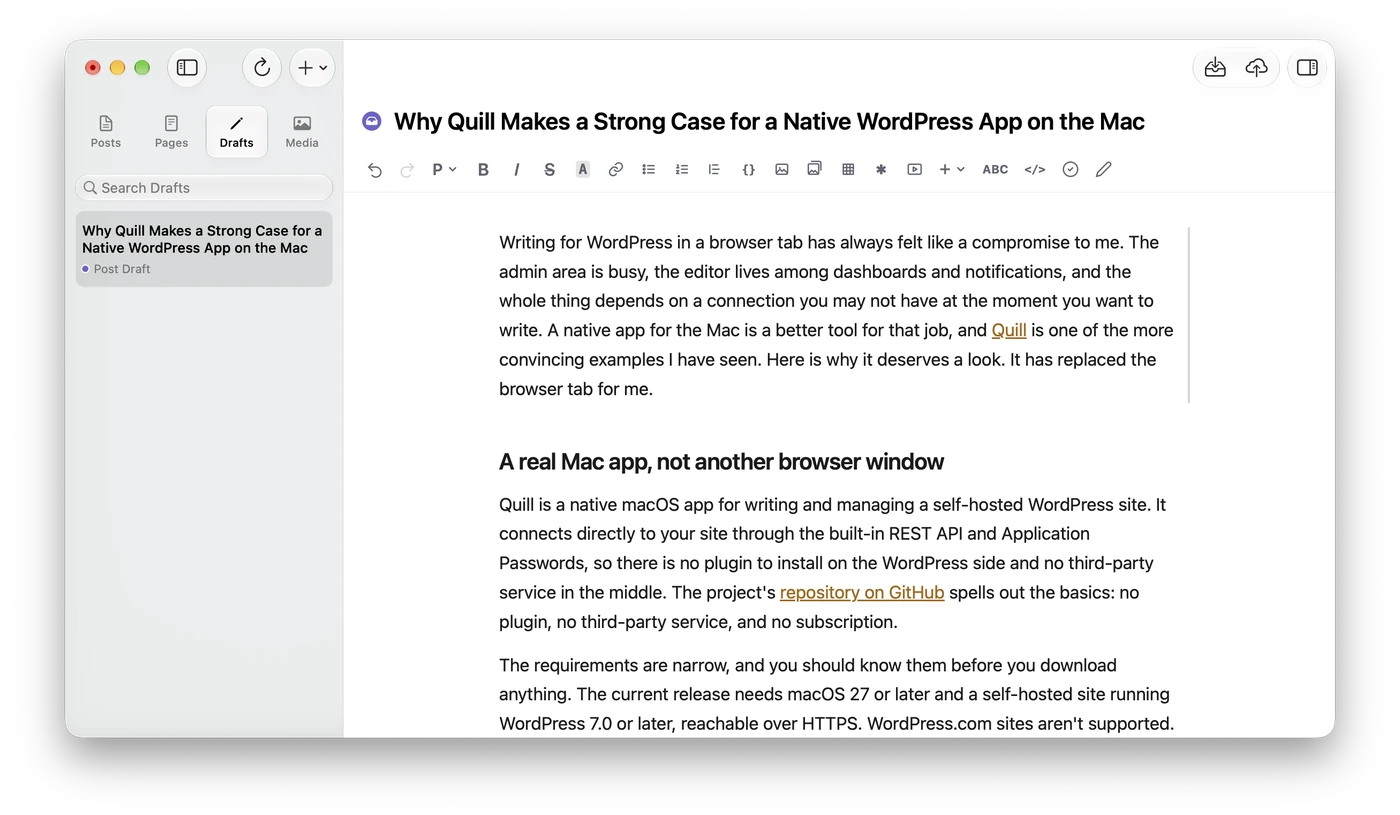 Posts
Pages
Drafts
Media
Search Drafts
Why Quill Makes a Strong Case for a
Native WordPress App on the Mac
Post Draft
Why Quill Makes a Strong Case for a Native WordPress App on the Mac
P B I S A {} ABC </>
Writing for WordPress in a browser tab has always felt like a compromise to me. The
admin area is busy, the editor lives among dashboards and notifications, and the
whole thing depends on a connection you may not have at the moment you want to
write. A native app for the Mac is a better tool for that job, and Quill is one of the more
convincing examples I have seen. Here is why it deserves a look. It has replaced the
browser tab for me.
A real Mac app, not another browser window
Quill is a native macOS app for writing and managing a self-hosted WordPress site. It
connects directly to your site through the built-in REST API and Application
Passwords, so there is no plugin to install on the WordPress side and no third-party
service in the middle. The project's repository on GitHub spells out the basics: no
plugin, no third-party service, and no subscription.
The requirements are narrow, and you should know them before you download
anything. The current release needs macOS 27 or later and a self-hosted site running
WordPress 7.0 or later, reachable over HTTPS. WordPress.com sites aren't supported.